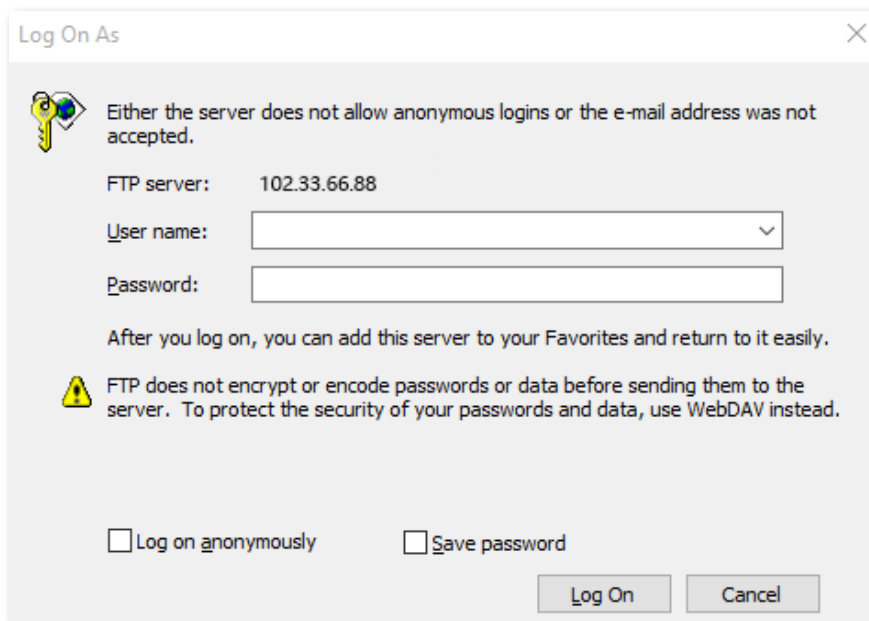 Log On As
Either the server does not allow anonymous logins or the e-mail address was not
accepted.
FTP server: 102.33.66.88
User name:
Password:
After you log on, you can add this server to your Favorites and return to it easily.
FTP does not encrypt or encode passwords or data before sending them to the
server.  To protect the security of your passwords and data, use WebDAV instead.
Log on anonymously Save password
Log On Cancel